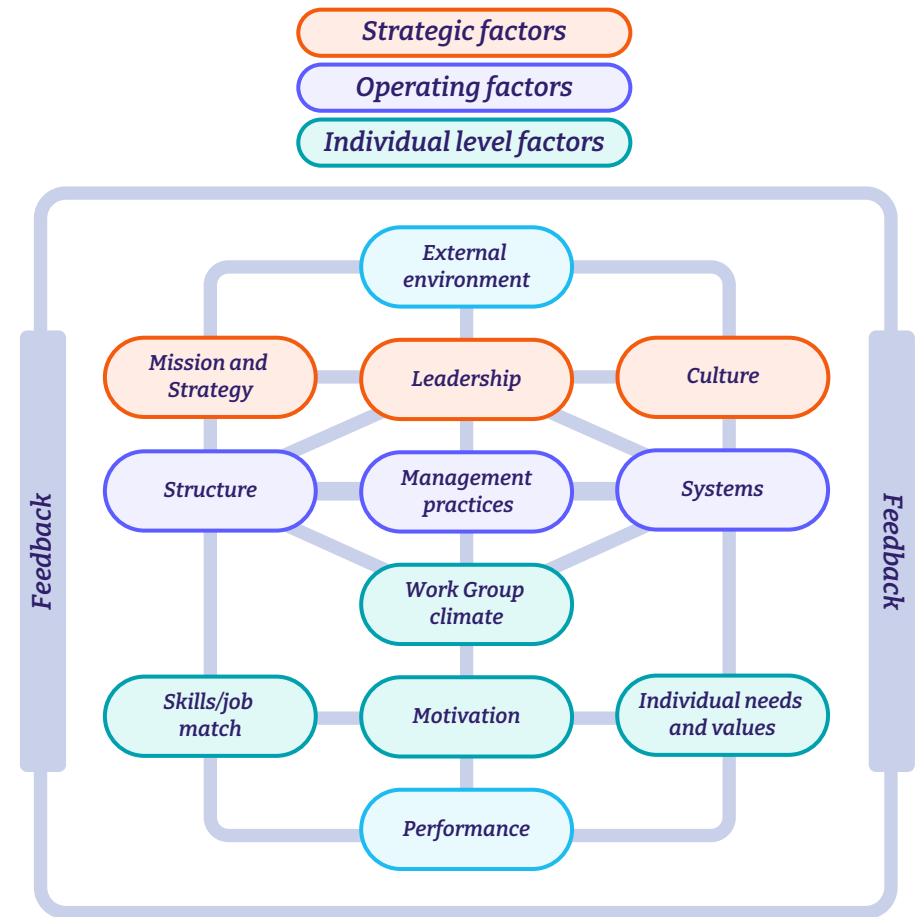 Strategic factors
Operating factors
Individual level factors
External
environment
Mission and
Strategy
Leadership
Culture
Structure
Management
practices
Systems
Feedback
Feedback
Work Group
climate
Skills/job
match
Motivation
Individual needs
and values
Performance